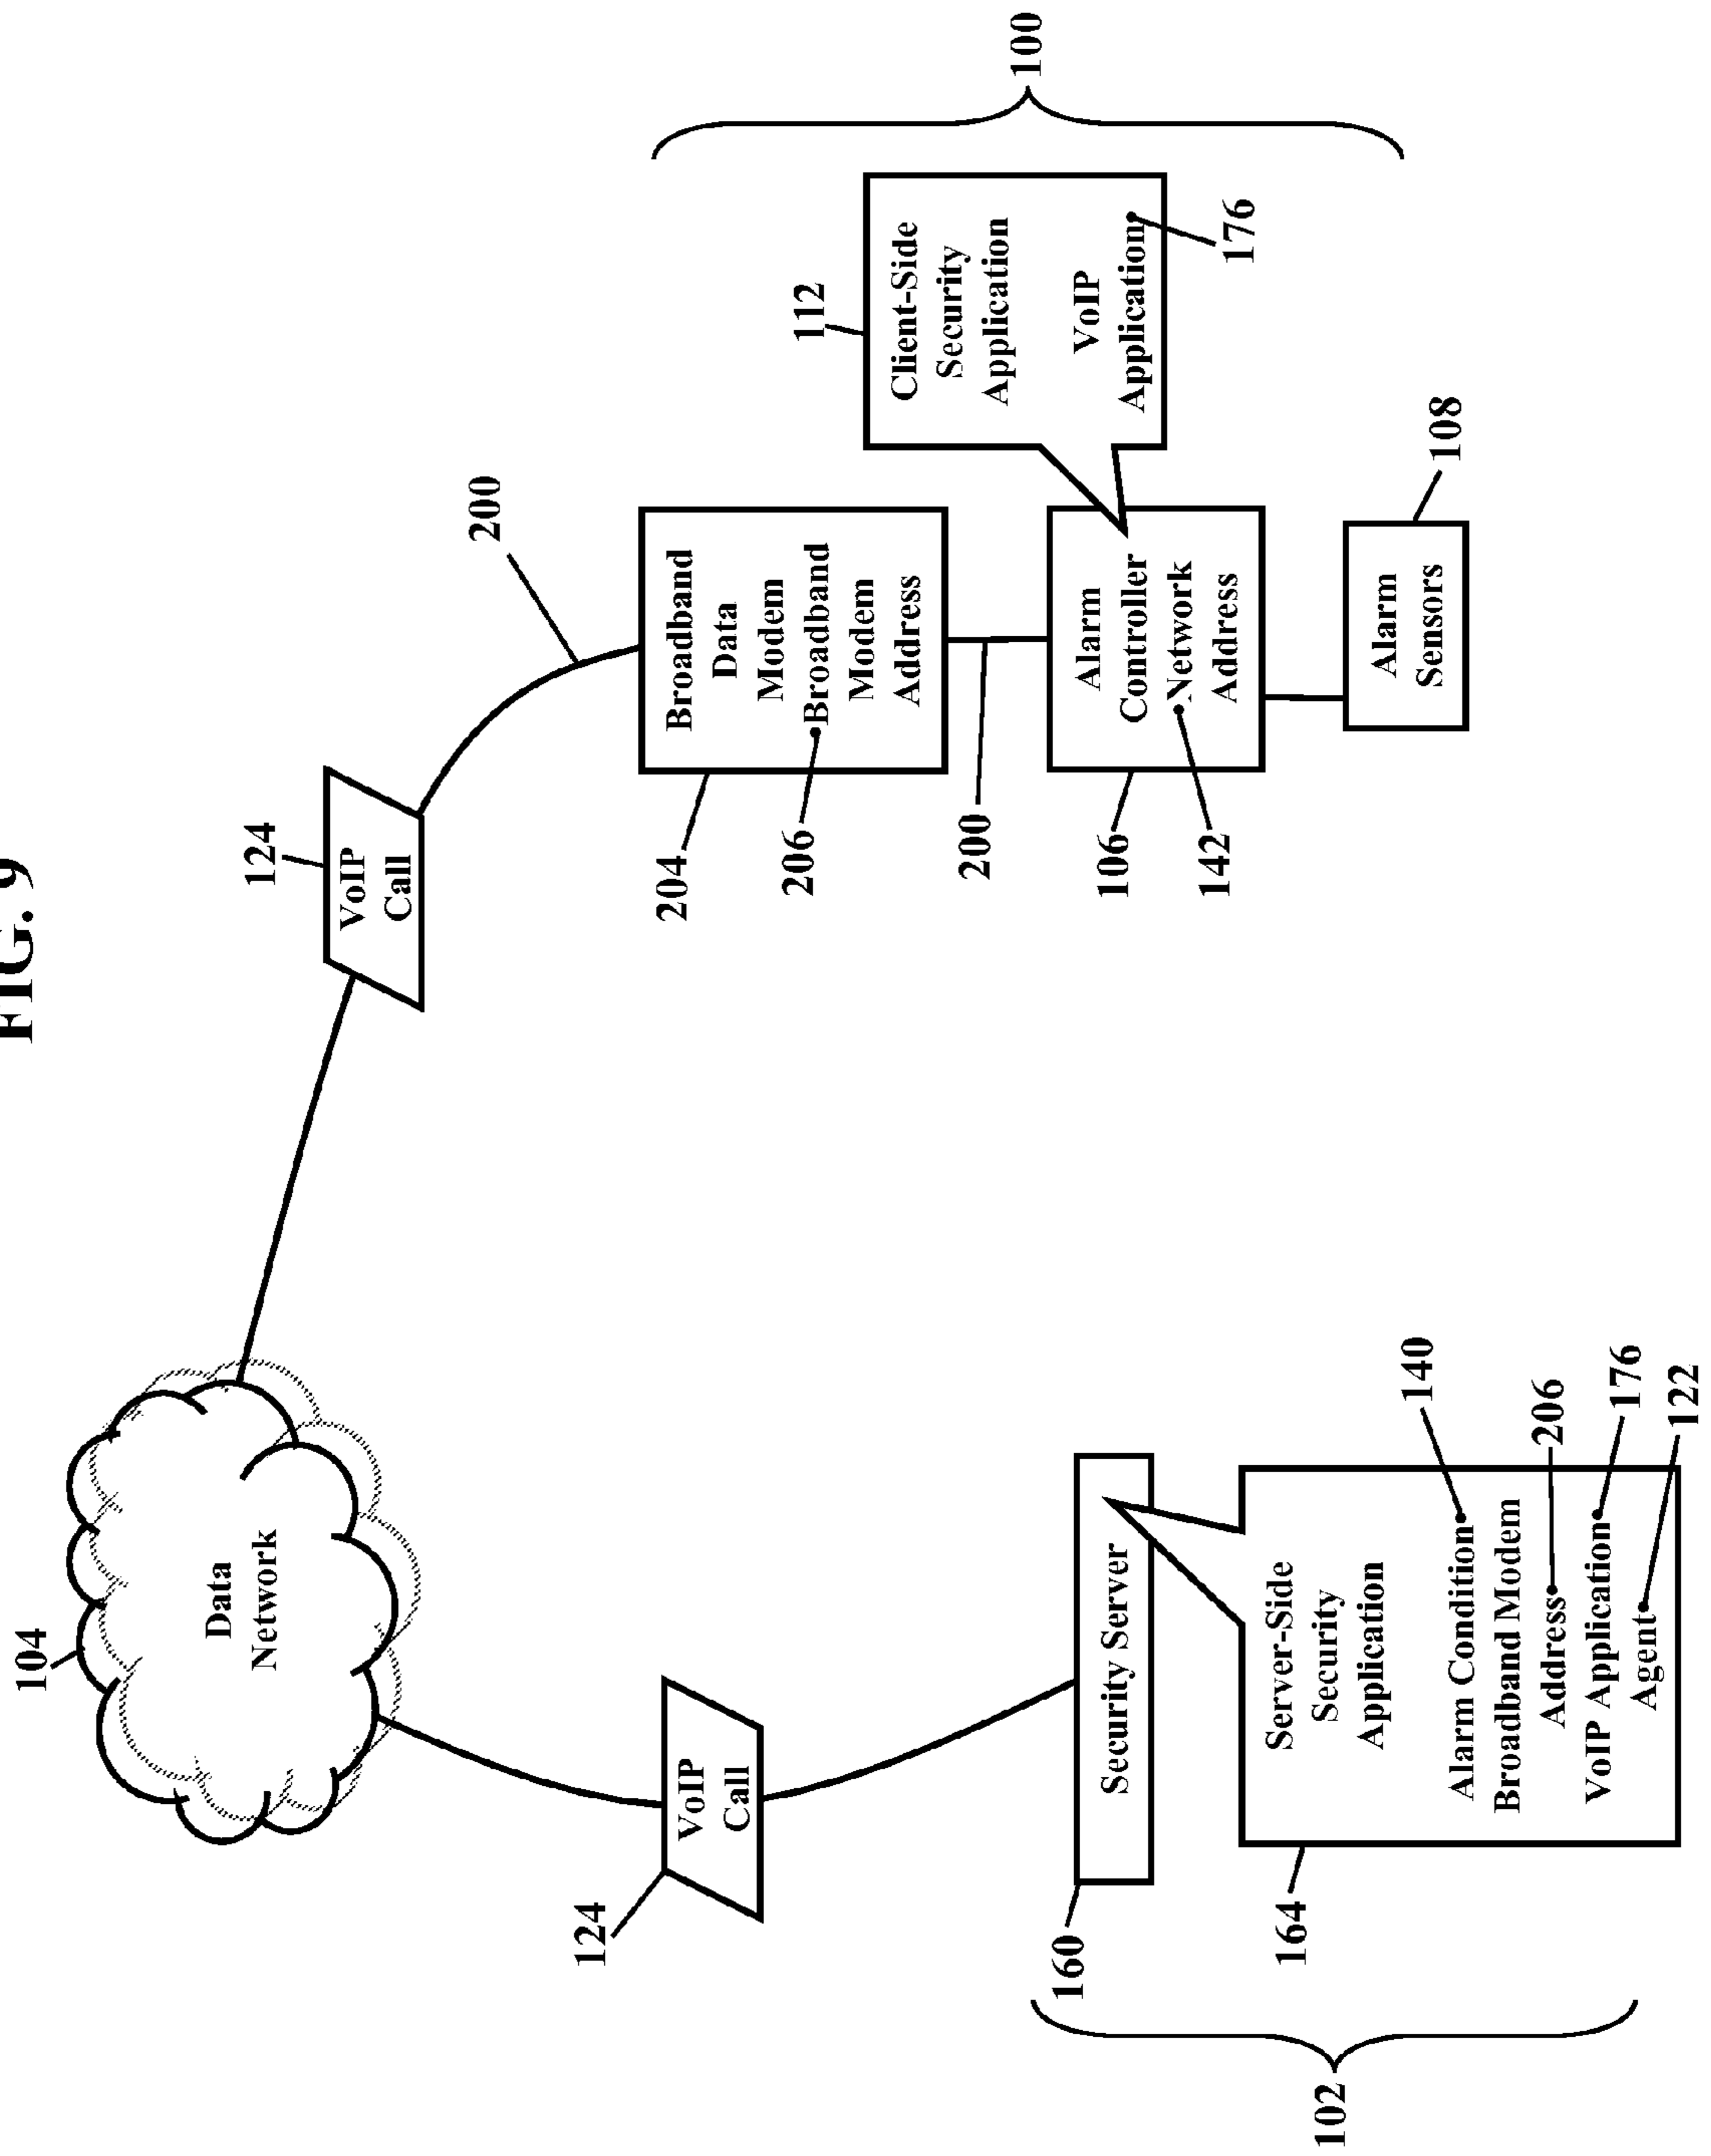 FIG. 9
104
Data
Network
124
VoIP
Call
200
124
VoIP
Call
204
206
Broadband
Data
Modem
Broadband
Modem
Address
200
106
142
Alarm
Controller
Network
Address
112
Client-Side
Security
Application
VoIP
Application
176
100
Alarm
Sensors
108
160
Security Server
164
Server-Side
Security
Application
Alarm Condition
Broadband Modem
Address
VoIP Application
Agent
140
206
176
122
102